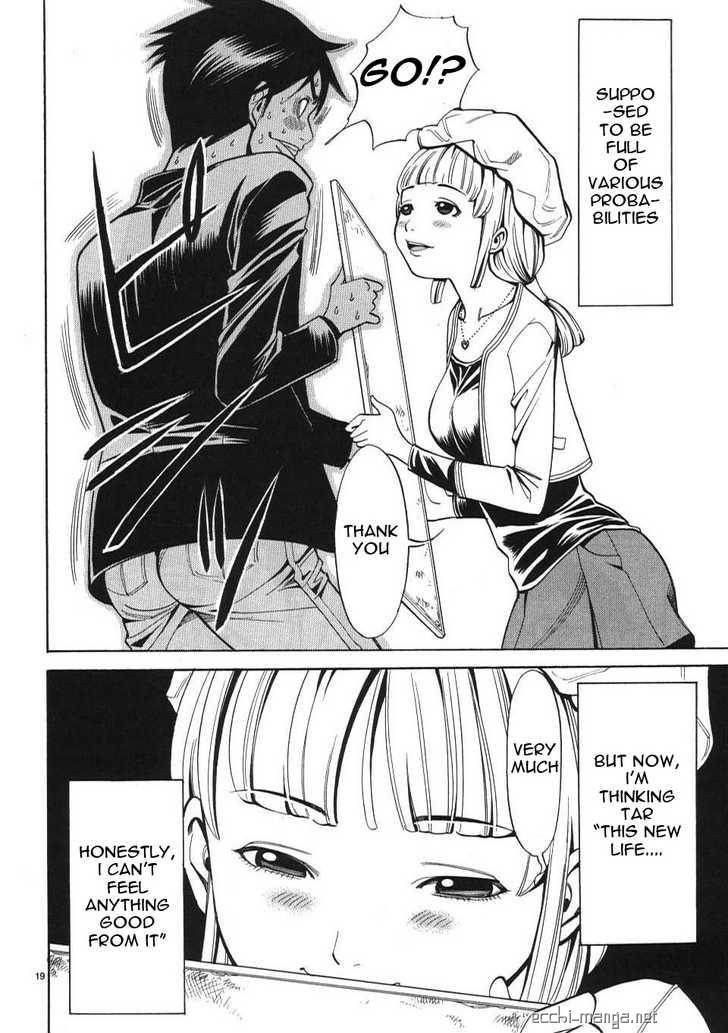 GO!?
SUPPO
-SED
TO BE
FULL
OF
VARIOUS
PROBA-
BILITIES
THANK
YOU
VERY
MUCH
BUT NOW,
I'M
THINKING
TAR
"THIS NEW
LIFE....
HONESTLY,
I CAN'T
FEEL
ANYTHING
GOOD
FROM IT"
19
ecchi-manga.net